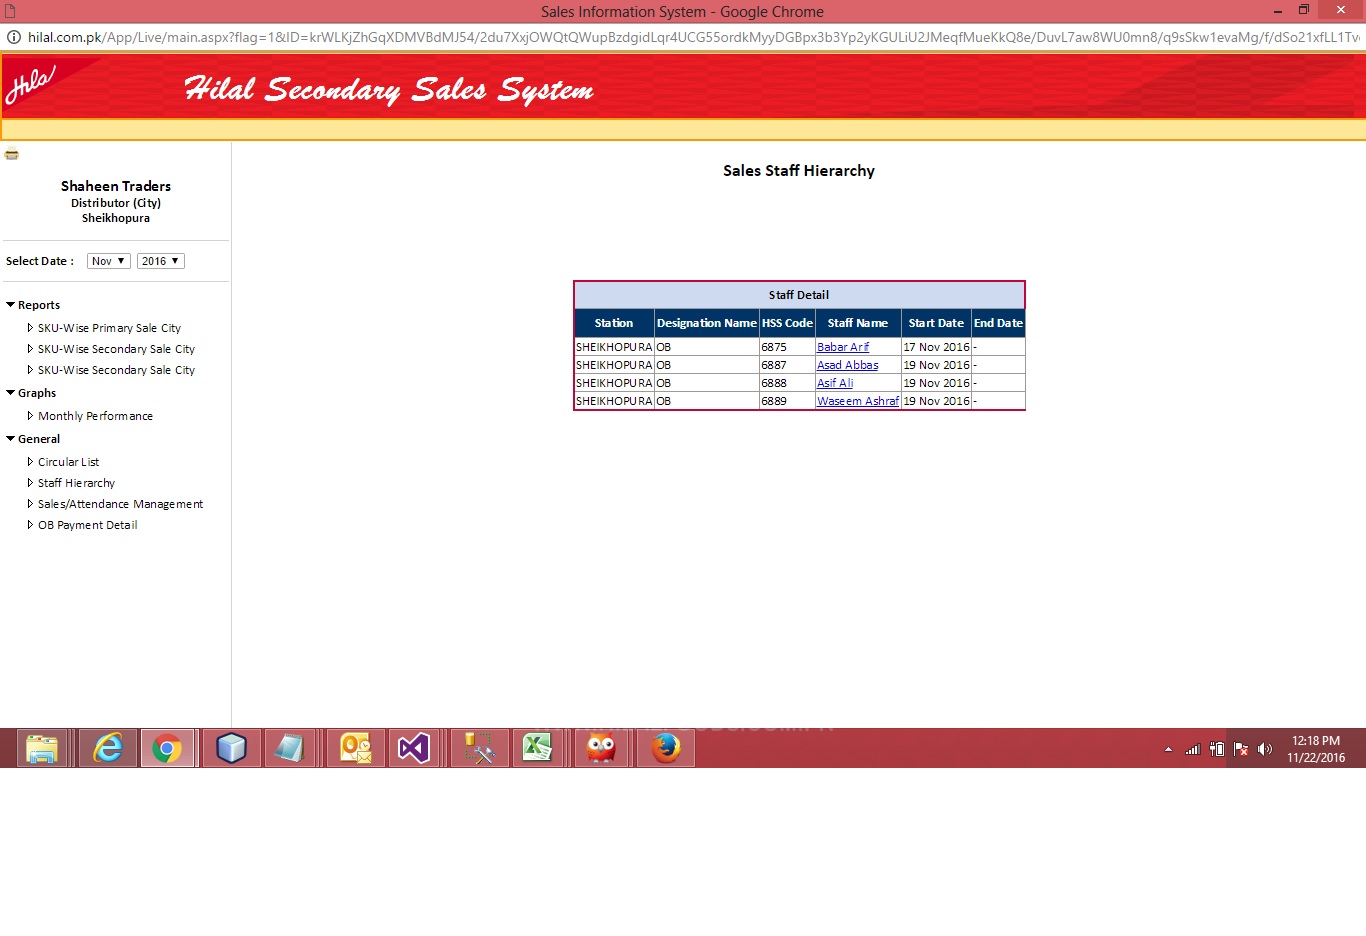 Sales Information System - Google Chrome
hilal.com.pk/App/Live/main.aspx?flag=1&ID=krWLKjZhGqXDMVBdMJ54/2du7XxjOWQtQWupBzdgidLqr4UCG55ordkMyyDGBpx3b3Yp2yKGULiU2JMeqfMueKkQ8e/DuvL7aw8WU0mn8/q9sSkw1evaMg/f/dSo21xfLL1Tv
Hilal
Hilal Secondary Sales System
Sales Staff Hierarchy
Shaheen Traders
Distributor (City)
Sheikhopura
Select Date : Nov 2016
Reports
SKU-Wise Primary Sale City
SKU-Wise Secondary Sale City
SKU-Wise Secondary Sale City
Graphs
Monthly Performance
General
Circular List
Staff Hierarchy
Sales/Attendance Management
OB Payment Detail
Staff Detail
Station Designation Name HSS Code Staff Name Start Date End Date
SHEIKHOPURA OB 6875 Babar Arif 17 Nov 2016 -
SHEIKHOPURA OB 6887 Asad Abbas 19 Nov 2016 -
SHEIKHOPURA OB 6888 Asif Ali 19 Nov 2016 -
SHEIKHOPURA OB 6889 Waseem Ashraf 19 Nov 2016 -
12:18 PM
11/22/2016